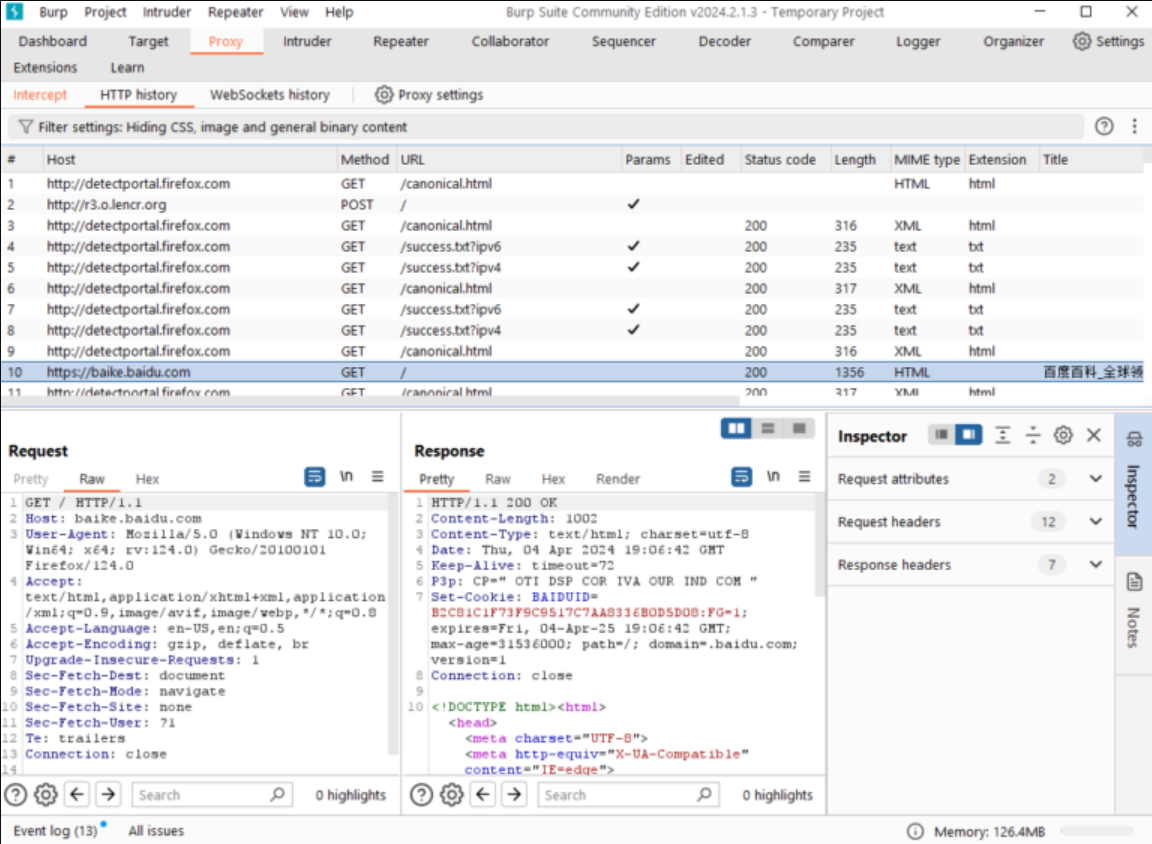 Burp Project Intruder Repeater View Help Burp Suite Community Edition v2024.2.1.3 - Temporary Project
Dashboard Target Proxy Intruder Repeater Collaborator Sequencer Decoder Comparer Logger Organizer Settings
Extensions Learn
Intercept HTTP history WebSockets history Proxy settings
Filter settings: Hiding CSS, image and general binary content
# Host Method URL Params Edited Status code Length MIME type Extension Title
1 http://detectportal.firefox.com GET /canonical.html HTML html
2 http://r3.o.lencr.org POST / ✓
3 http://detectportal.firefox.com GET /canonical.html 200 316 XML html
4 http://detectportal.firefox.com GET /success.txt?ipv6 ✓ 200 235 text txt
5 http://detectportal.firefox.com GET /success.txt?ipv4 ✓ 200 235 text txt
6 http://detectportal.firefox.com GET /canonical.html 200 317 XML html
7 http://detectportal.firefox.com GET /success.txt?ipv6 ✓ 200 235 text txt
8 http://detectportal.firefox.com GET /success.txt?ipv4 ✓ 200 235 text txt
9 http://detectportal.firefox.com GET /canonical.html 200 316 XML html
10 https://baike.baidu.com GET / 200 1356 HTML 百度百科_全球领
11 http://detectportal.firefox.com GET /canonical.html 200 317 XML html
Request
Pretty Raw Hex \n
1 GET / HTTP/1.1
2 Host: baike.baidu.com
3 User-Agent: Mozilla/5.0 (Windows NT 10.0;
Win64; x64; rv:124.0) Gecko/20100101
Firefox/124.0
4 Accept:
text/html,application/xhtml+xml,application
/xml;q=0.9,image/avif,image/webp,*/*;q=0.8
5 Accept-Language: en-US,en;q=0.5
6 Accept-Encoding: gzip, deflate, br
7 Upgrade-Insecure-Requests: 1
8 Sec-Fetch-Dest: document
9 Sec-Fetch-Mode: navigate
10 Sec-Fetch-Site: none
11 Sec-Fetch-User: ?1
12 Te: trailers
13 Connection: close
14
Search 0 highlights
Response
Pretty Raw Hex Render \n
1 HTTP/1.1 200 OK
2 Content-Length: 1002
3 Content-Type: text/html; charset=utf-8
4 Date: Thu, 04 Apr 2024 19:06:42 GMT
5 Keep-Alive: timeout=72
6 P3p: CP=" OTI DSP COR IVA OUR IND COM "
7 Set-Cookie: BAIDUID=
B2C81C1F73F9C9517C7AA8336B0D5D08:FG=1;
expires=Fri, 04-Apr-25 19:06:42 GMT;
max-age=31536000; path=/; domain=.baidu.com;
version=1
8 Connection: close
9
10 <!DOCTYPE html><html>
<head>
<meta charset="UTF-8">
<meta http-equiv="X-UA-Compatible"
content="IE=edge">
Search 0 highlights
Inspector
Request attributes 2
Request headers 12
Response headers 7
Inspector
Notes
Event log (13) All issues Memory: 126.4MB